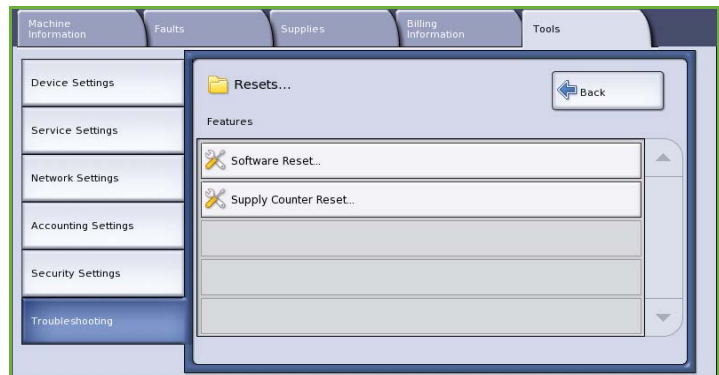 Machine
Information
Faults
Supplies
Billing
Information
Tools
Device Settings
Service Settings
Network Settings
Accounting Settings
Security Settings
Troubleshooting
Resets...
Back
Features
Software Reset...
Supply Counter Reset...